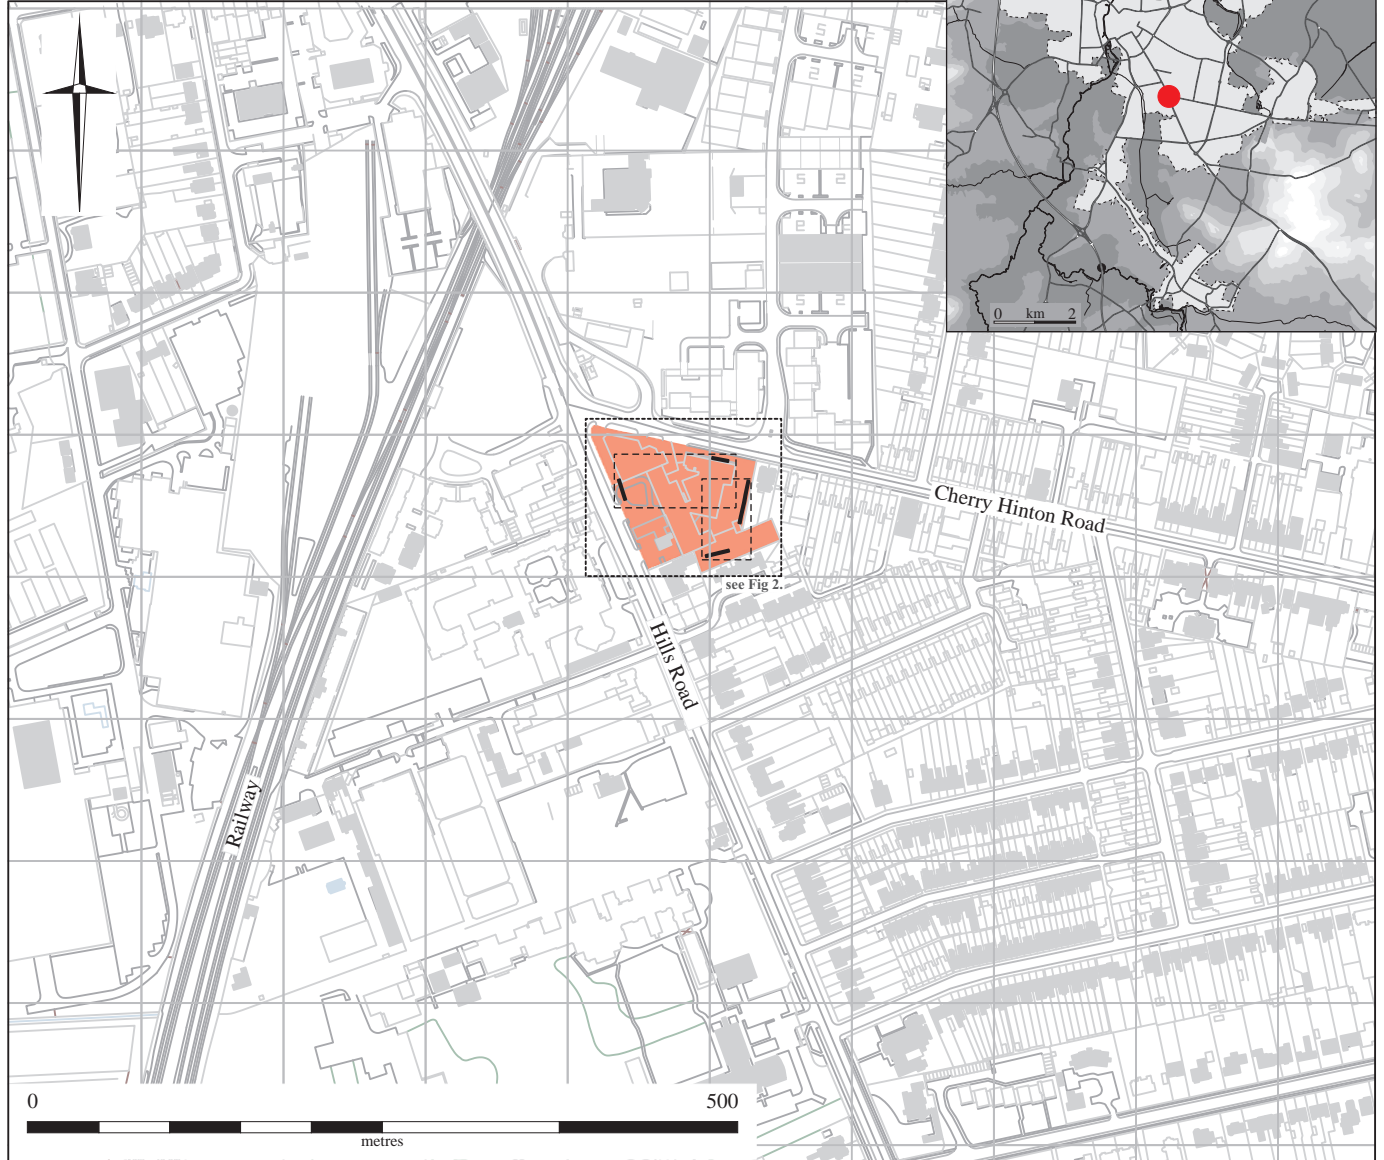 0 km 2
Cherry Hinton Road
see Fig 2.
Hills Road
Railway
0 500
metres